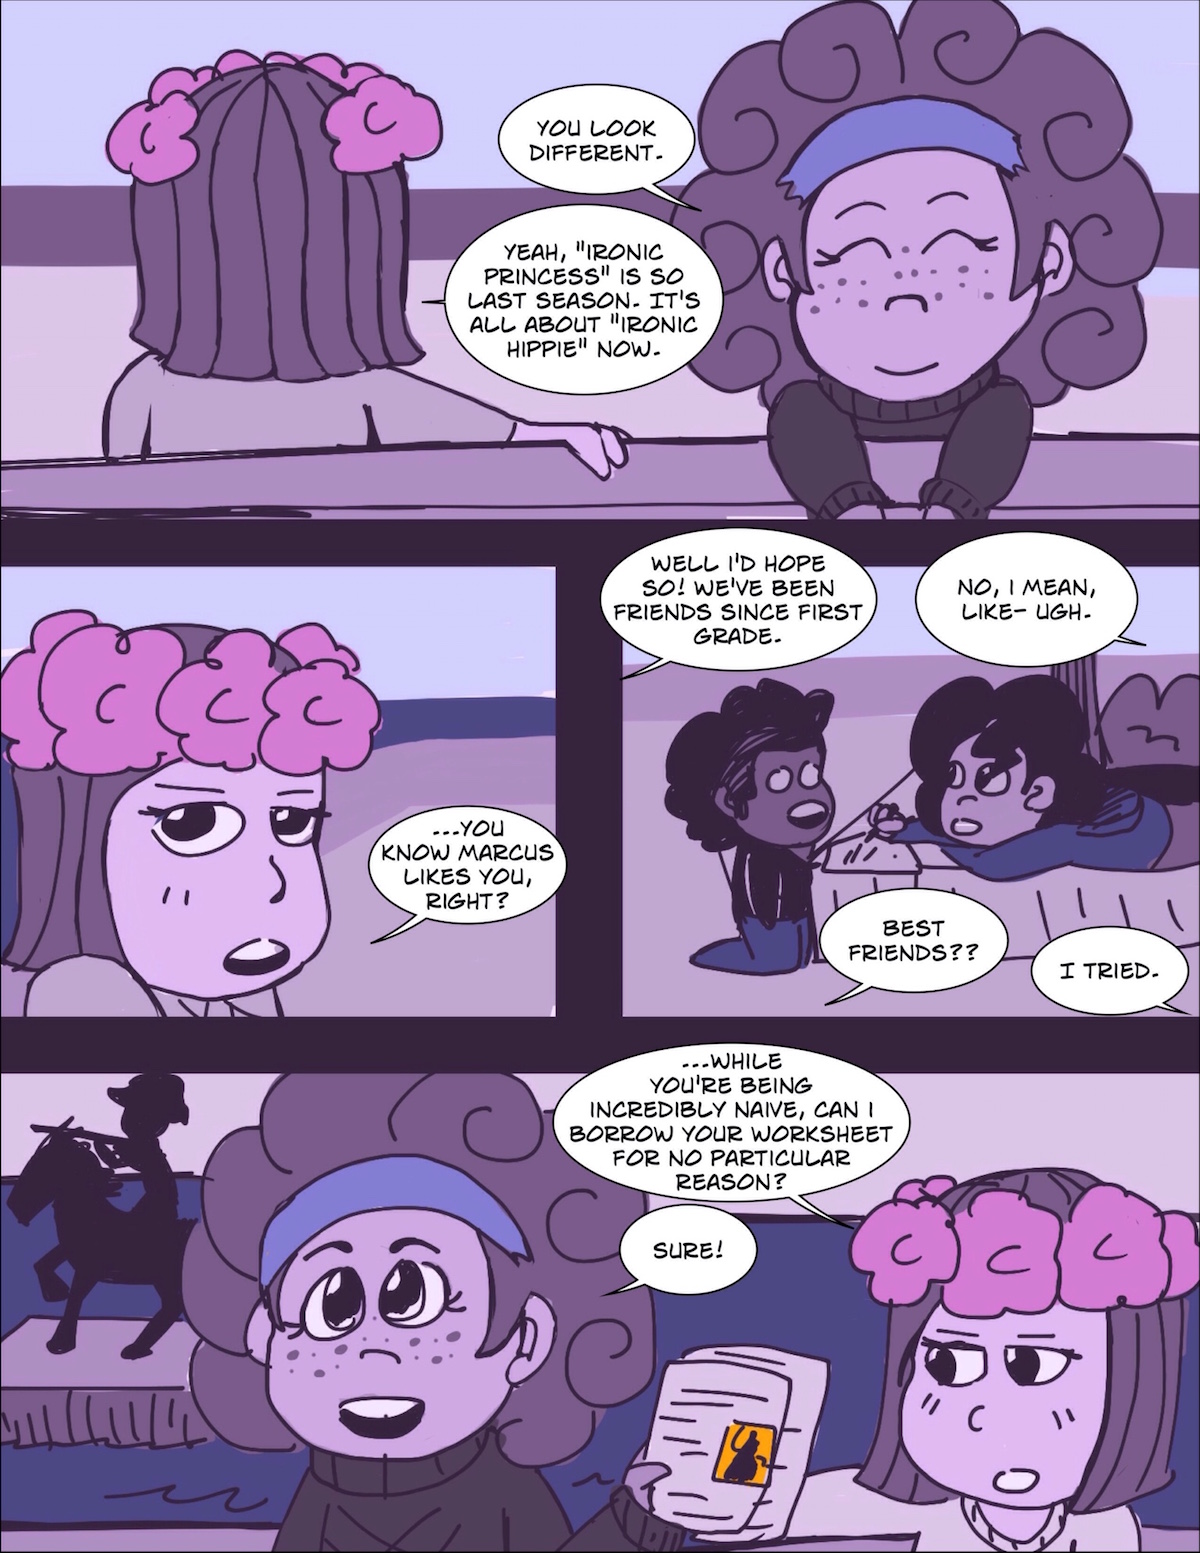 YOU LOOK
DIFFERENT.
YEAH, "IRONIC
PRINCESS" IS SO
LAST SEASON. IT'S
ALL ABOUT "IRONIC
HIPPIE" NOW.
...YOU
KNOW MARCUS
LIKES YOU,
RIGHT?
WELL I'D HOPE
SO! WE'VE BEEN
FRIENDS SINCE FIRST
GRADE.
NO, I MEAN,
LIKE- UGH.
BEST
FRIENDS??
I TRIED.
...WHILE
YOU'RE BEING
INCREDIBLY NAIVE, CAN I
BORROW YOUR WORKSHEET
FOR NO PARTICULAR
REASON?
SURE!